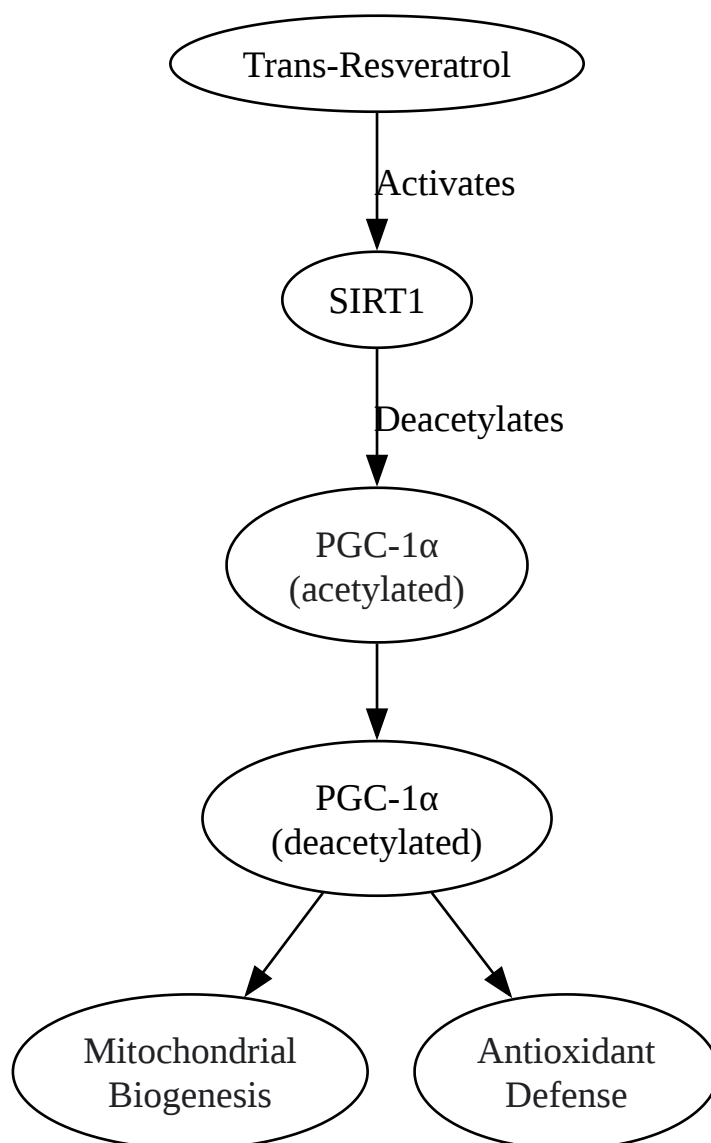 Trans-Resveratrol
Activates
SIRT1
Deacetylates
PGC-1α
(acetylated)
PGC-1α
(deacetylated)
Mitochondrial
Biogenesis
Antioxidant
Defense